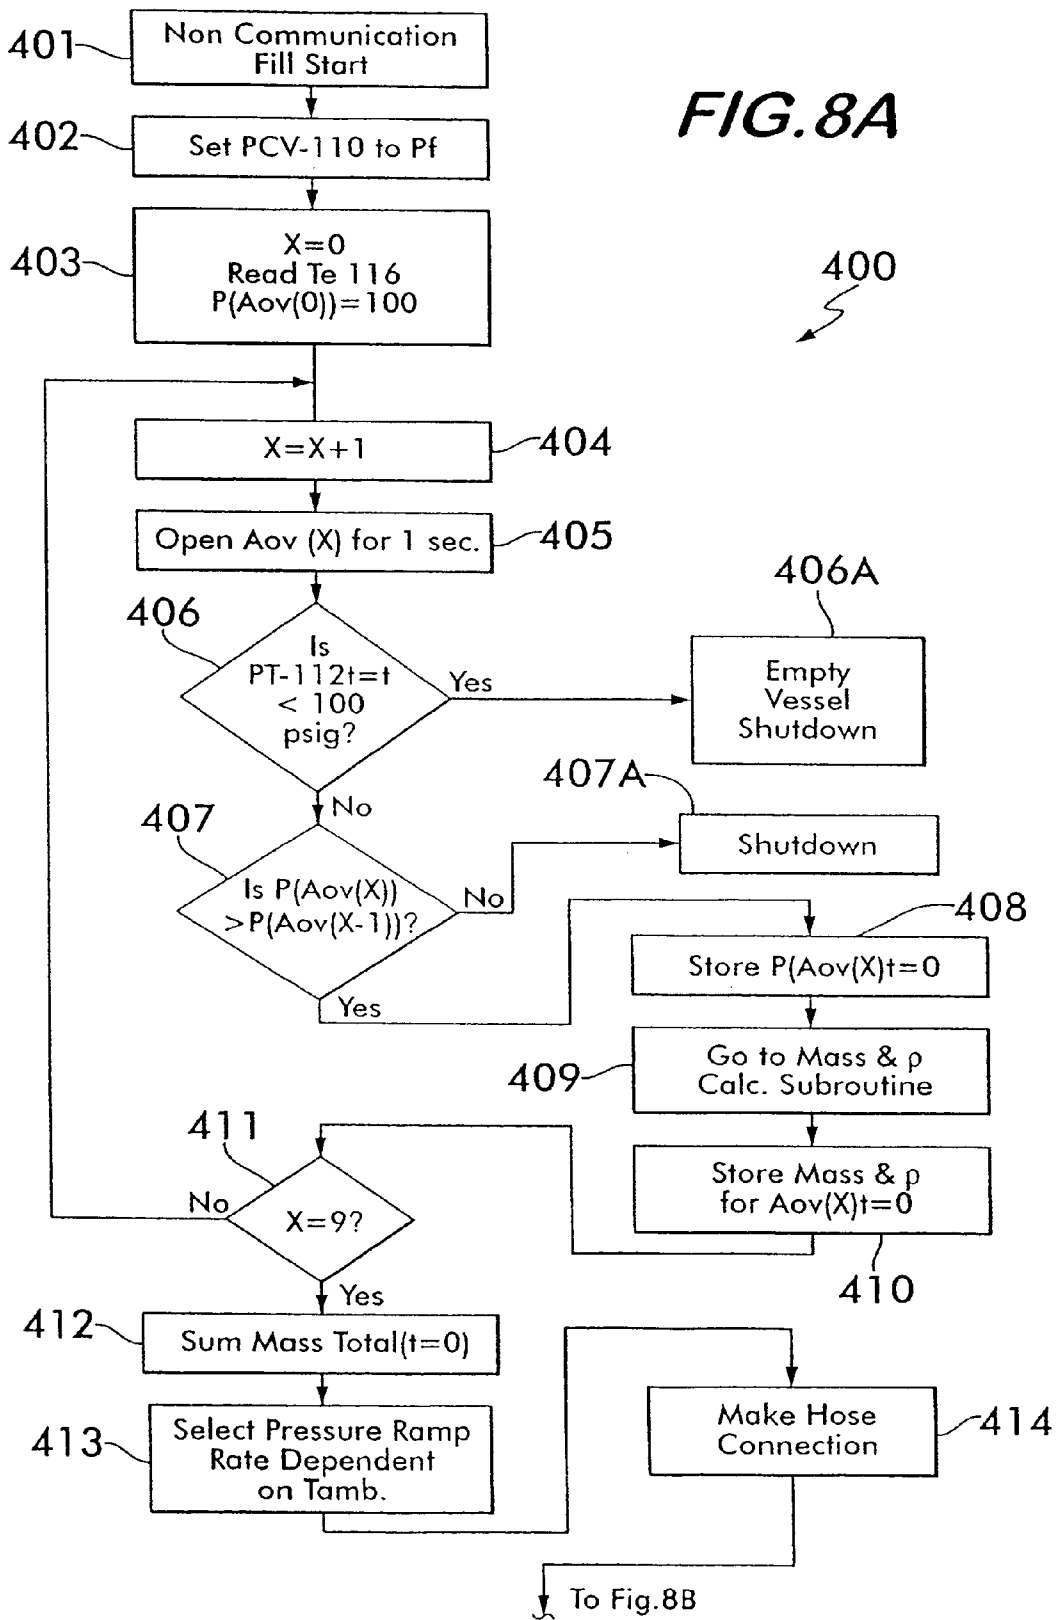 FIG.8A
400
401
Non Communication
Fill Start
402
Set PCV-110 to Pf
403
X=0
Read Te 116
P(Aov(0))=100
X=X+1
404
Open Aov (X) for 1 sec.
405
406
Is
PT-112t=t
< 100
psig?
Yes
406A
Empty
Vessel
Shutdown
No
407
Is P(Aov(X))
>P(Aov(X-1))?
No
407A
Shutdown
Yes
408
Store P(Aov(X)t=0
409
Go to Mass & ρ
Calc. Subroutine
Store Mass & ρ
for Aov(X)t=0
410
411
No
X=9?
Yes
412
Sum Mass Total(t=0)
413
Select Pressure Ramp
Rate Dependent
on Tamb.
Make Hose
Connection
414
To Fig.8B